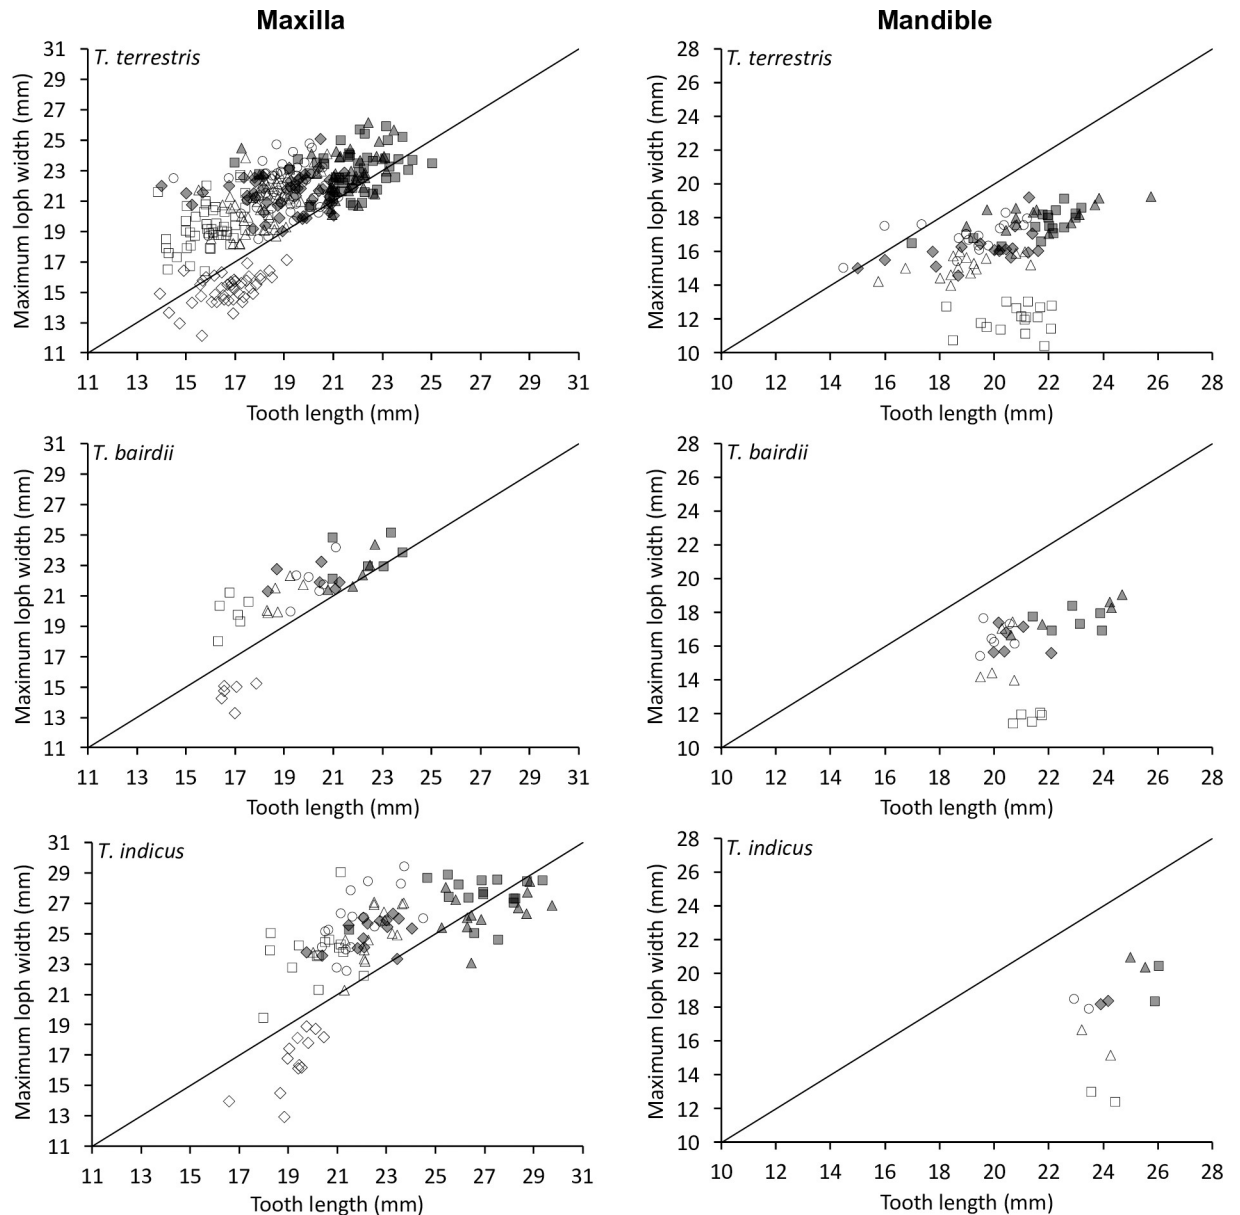 Maxilla
Mandible
31
29
27
25
23
21
19
17
15
13
11
Maximum loph width (mm)
T. terrestris
11 13 15 17 19 21 23 25 27 29 31
Tooth length (mm)
28
26
24
22
20
18
16
14
12
10
Maximum loph width (mm)
T. terrestris
10 12 14 16 18 20 22 24 26 28
Tooth length (mm)
31
29
27
25
23
21
19
17
15
13
11
Maximum loph width (mm)
T. bairdii
11 13 15 17 19 21 23 25 27 29 31
Tooth length (mm)
28
26
24
22
20
18
16
14
12
10
Maximum loph width (mm)
T. bairdii
10 12 14 16 18 20 22 24 26 28
Tooth length (mm)
31
29
27
25
23
21
19
17
15
13
11
Maximum loph width (mm)
T. indicus
11 13 15 17 19 21 23 25 27 29 31
Tooth length (mm)
28
26
24
22
20
18
16
14
12
10
Maximum loph width (mm)
T. indicus
10 12 14 16 18 20 22 24 26 28
Tooth length (mm)